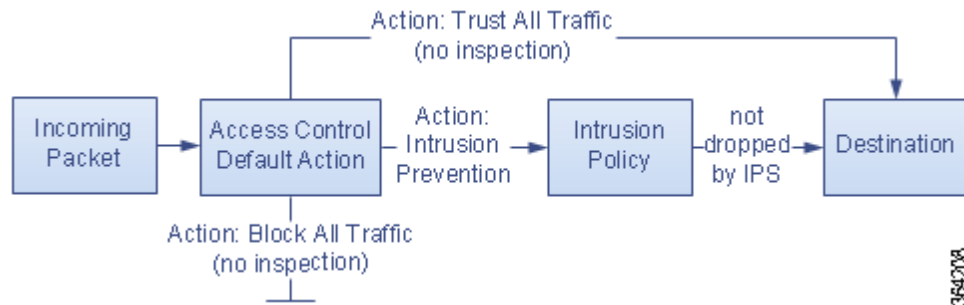 Action: Trust All Traffic
(no inspection)
Incoming
Packet
Access Control
Default Action
Action:
Intrusion
Prevention
Intrusion
Policy
not
dropped
by IPS
Destination
Action: Block All Traffic
(no inspection)
364208